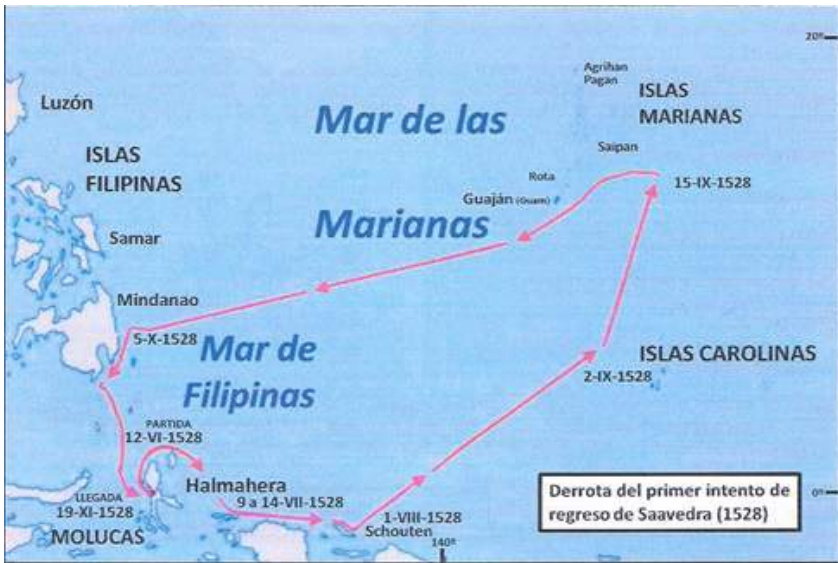 20º
Agrihan
Pagan
ISLAS
MARIANAS
Luzón
Mar de las
ISLAS
FILIPINAS
Saipan
Rota
15-IX-1528
Guaján (Guam)
Marianas
Samar
Mindanao
5-X-1528
Mar de
Filipinas
ISLAS CAROLINAS
2-IX-1528
PARTIDA
12-VI-1528
Halmahera
LLEGADA
19-XI-1528
9 a 14-VII-1528
1-VIII-1528
Schouten
MOLUCAS
140º
0º
Derrota del primer intento de
regreso de Saavedra (1528)